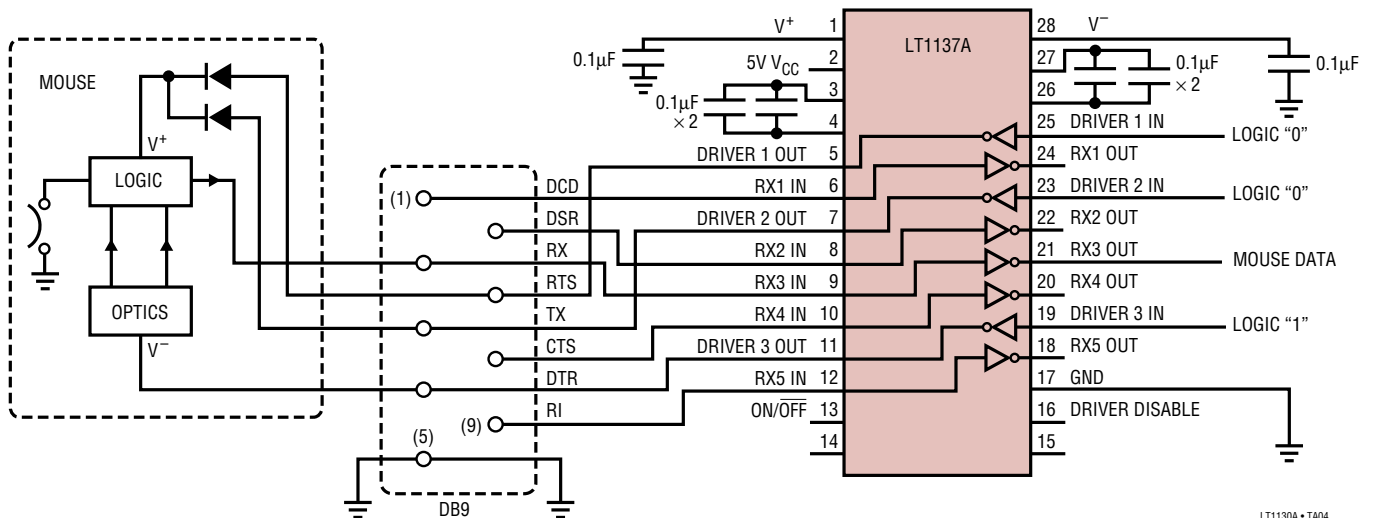 MOUSE
V+
LOGIC
OPTICS
V−
(1)
(5)
(9)
DB9
DCD
DSR
RX
RTS
TX
CTS
DTR
RI
0.1µF
V+ 1
5V VCC 2
0.1µF
× 2
3
4
DRIVER 1 OUT 5
RX1 IN 6
DRIVER 2 OUT 7
RX2 IN 8
RX3 IN 9
RX4 IN 10
DRIVER 3 OUT 11
RX5 IN 12
ON/OFF 13
14
LT1137A
28 V−
27
26
0.1µF
× 2
0.1µF
25 DRIVER 1 IN
LOGIC “0”
24 RX1 OUT
23 DRIVER 2 IN
LOGIC “0”
22 RX2 OUT
21 RX3 OUT
MOUSE DATA
20 RX4 OUT
19 DRIVER 3 IN
LOGIC “1”
18 RX5 OUT
17 GND
16 DRIVER DISABLE
15
LT1130A • TA04